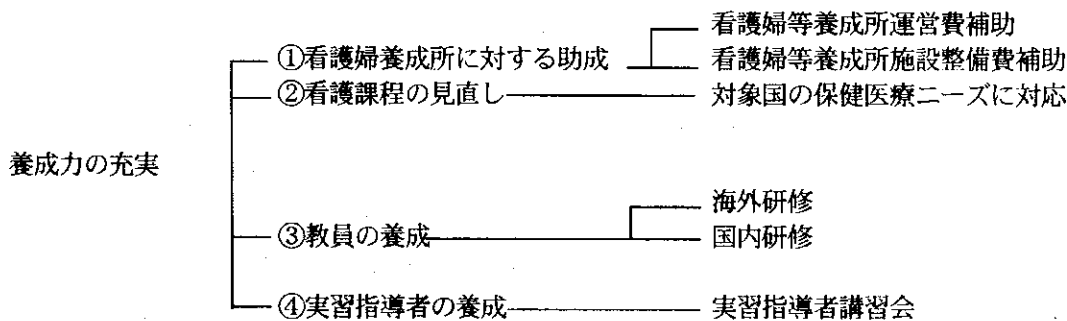 看護婦等養成所運営費補助
①看護婦養成所に対する助成 看護婦等養成所施設整備費補助
②看護課程の見直し 対象国の保健医療ニーズに対応
養成力の充実
海外研修
③教員の養成 国内研修
④実習指導者の養成 実習指導者講習会